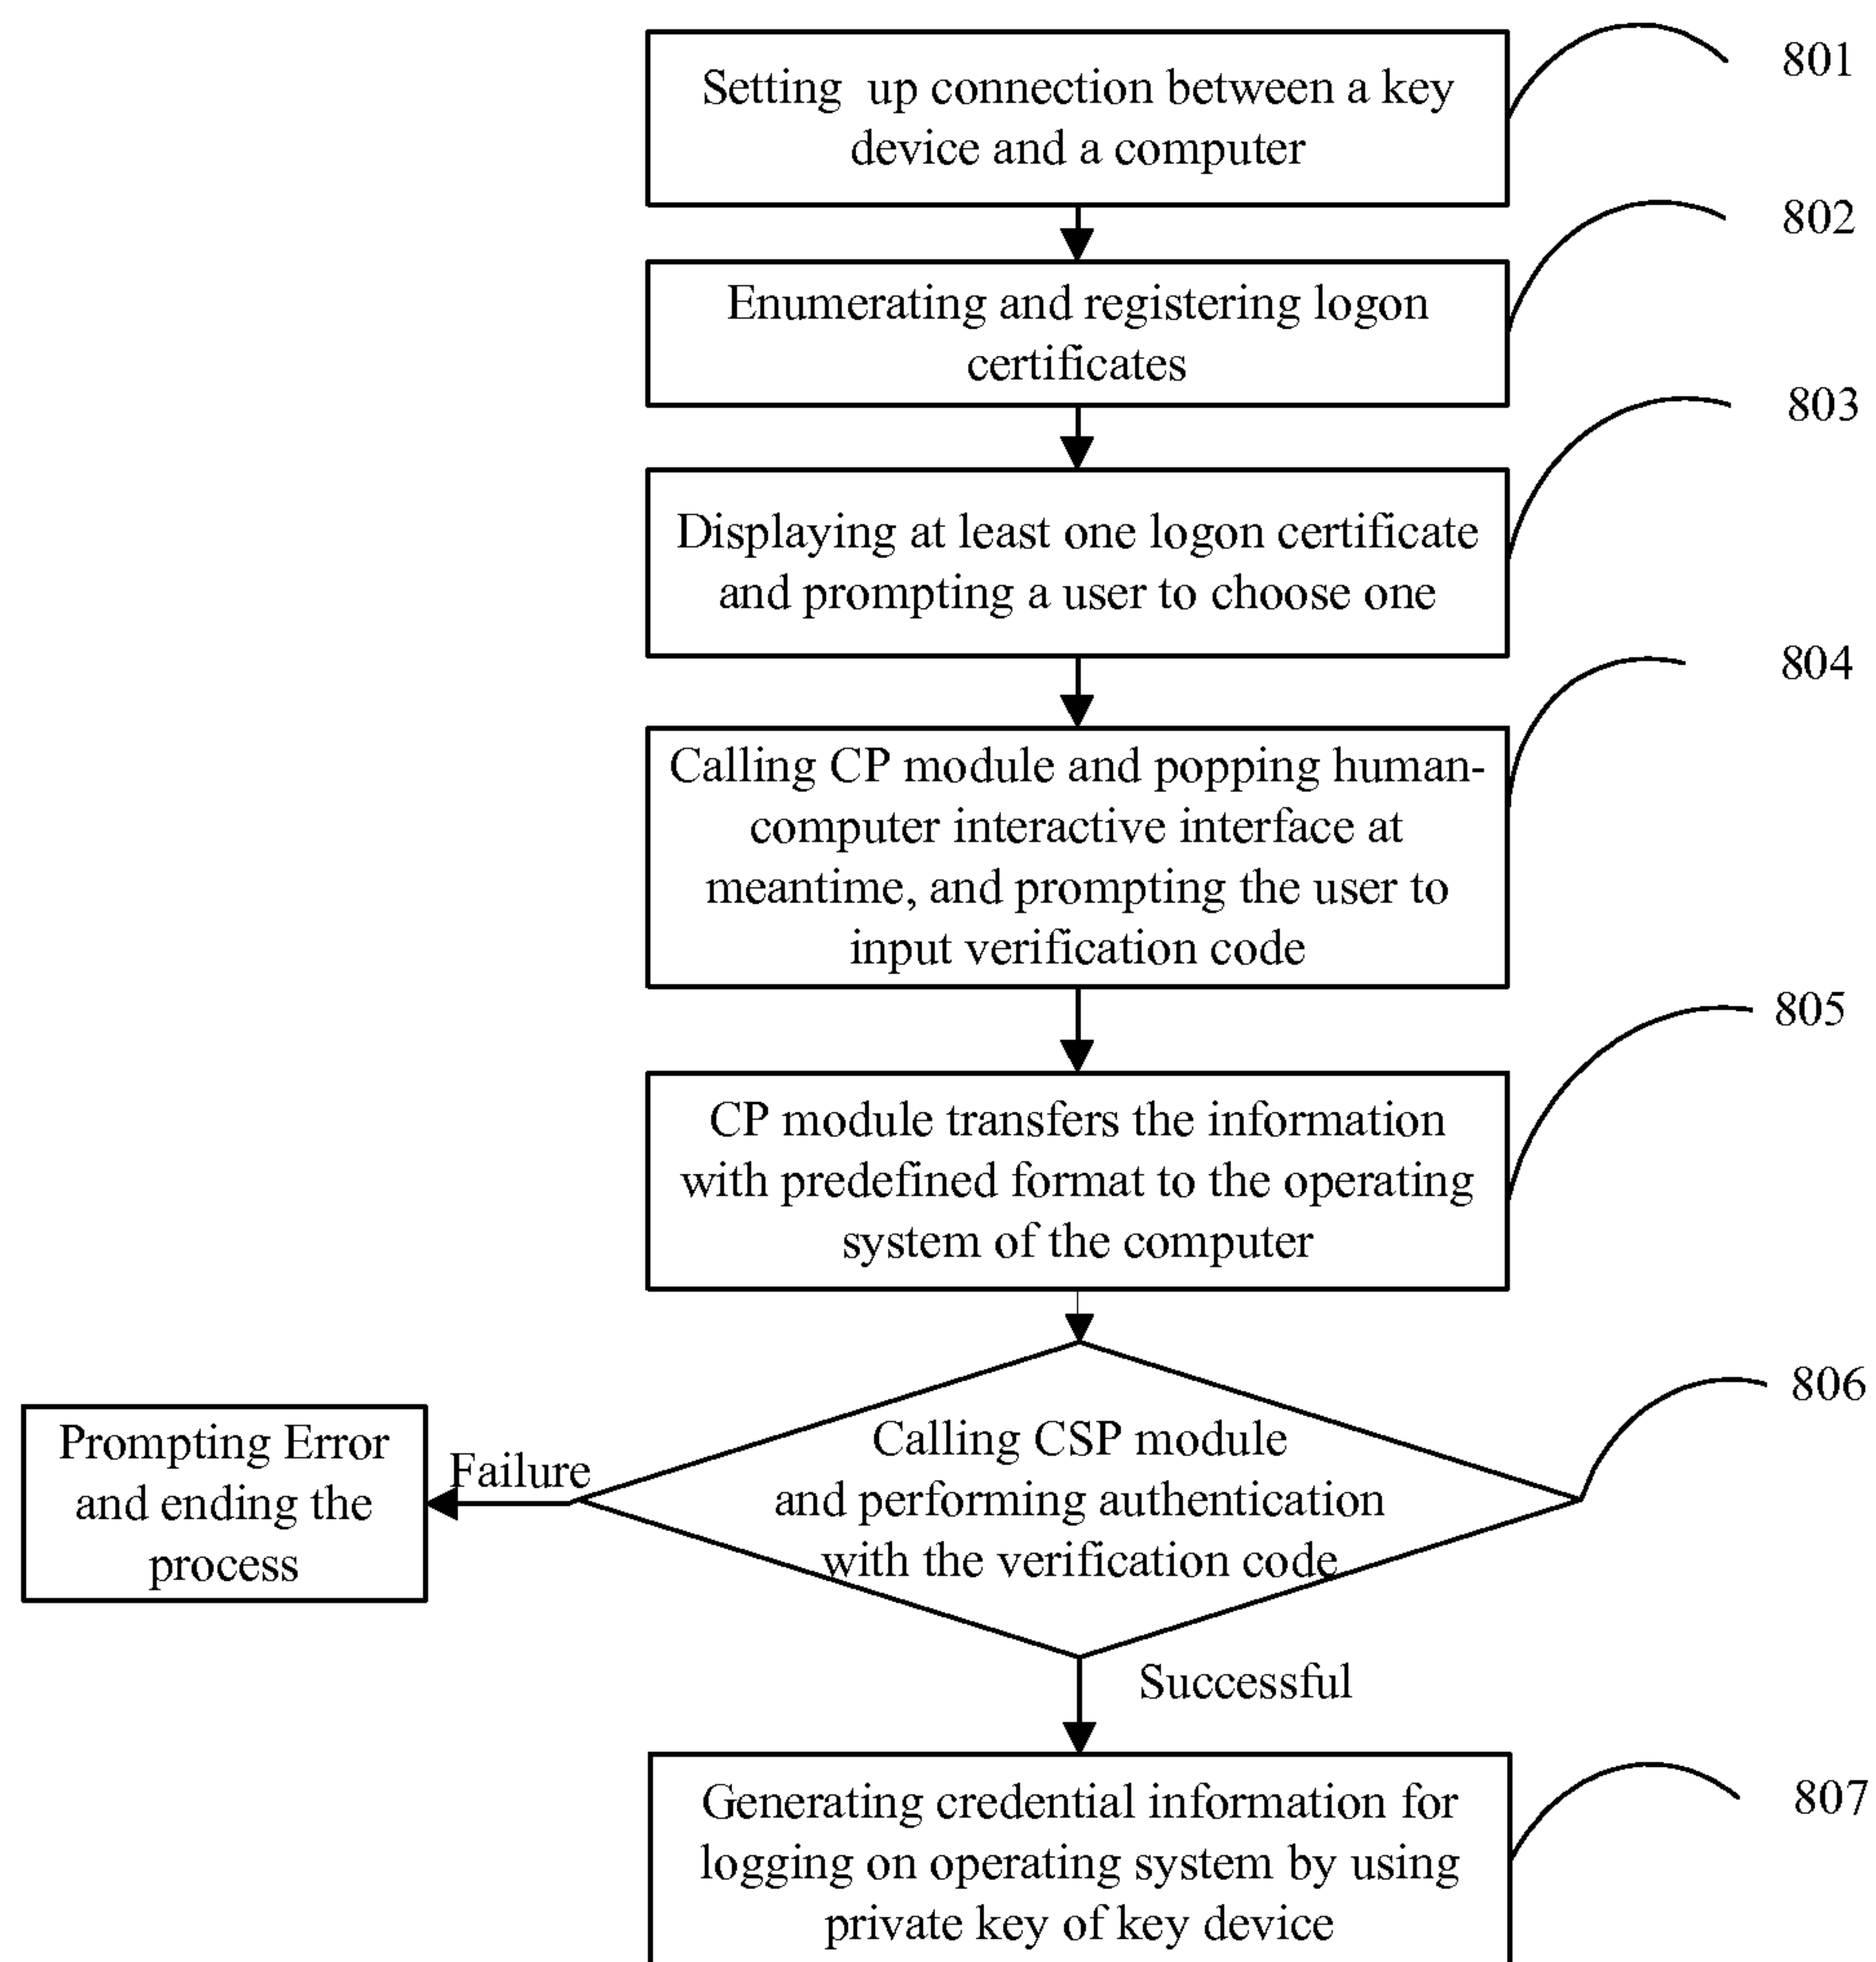 Setting up connection between a key
device and a computer
801
Enumerating and registering logon
certificates
802
Displaying at least one logon certificate
and prompting a user to choose one
803
Calling CP module and popping human-
computer interactive interface at
meantime, and prompting the user to
input verification code
804
CP module transfers the information
with predefined format to the operating
system of the computer
805
Calling CSP module
and performing authentication
with the verification code
806
Failure
Prompting Error
and ending the
process
Successful
Generating credential information for
logging on operating system by using
private key of key device
807